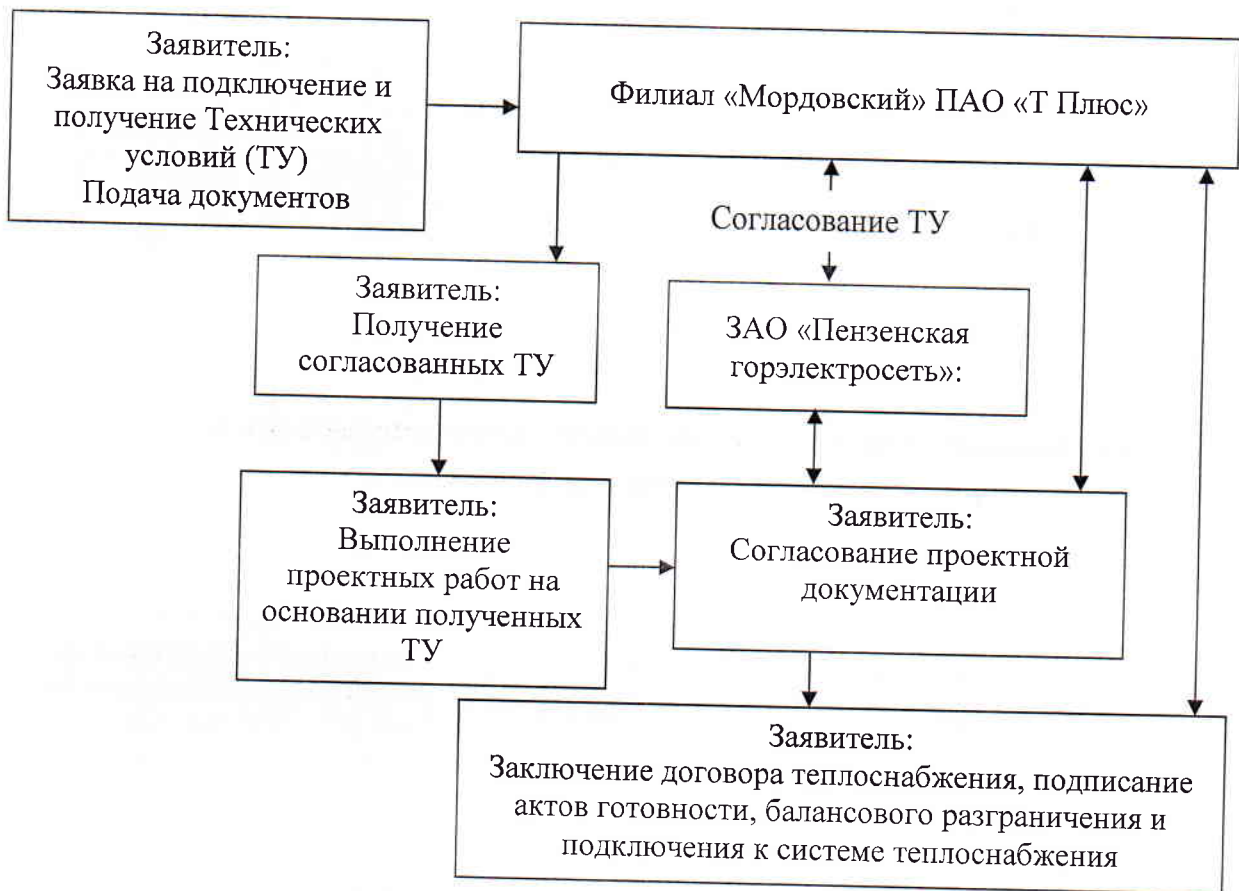 Заявитель:
Заявка на подключение и
получение Технических
условий (ТУ)
Подача документов
Филиал «Мордовский» ПАО «Т Плюс»
Согласование ТУ
Заявитель:
Получение
согласованных ТУ
ЗАО «Пензенская
горэлектросеть»:
Заявитель:
Выполнение
проектных работ на
основании полученных
ТУ
Заявитель:
Согласование проектной
документации
Заявитель:
Заключение договора теплоснабжения, подписание
актов готовности, балансового разграничения и
подключения к системе теплоснабжения